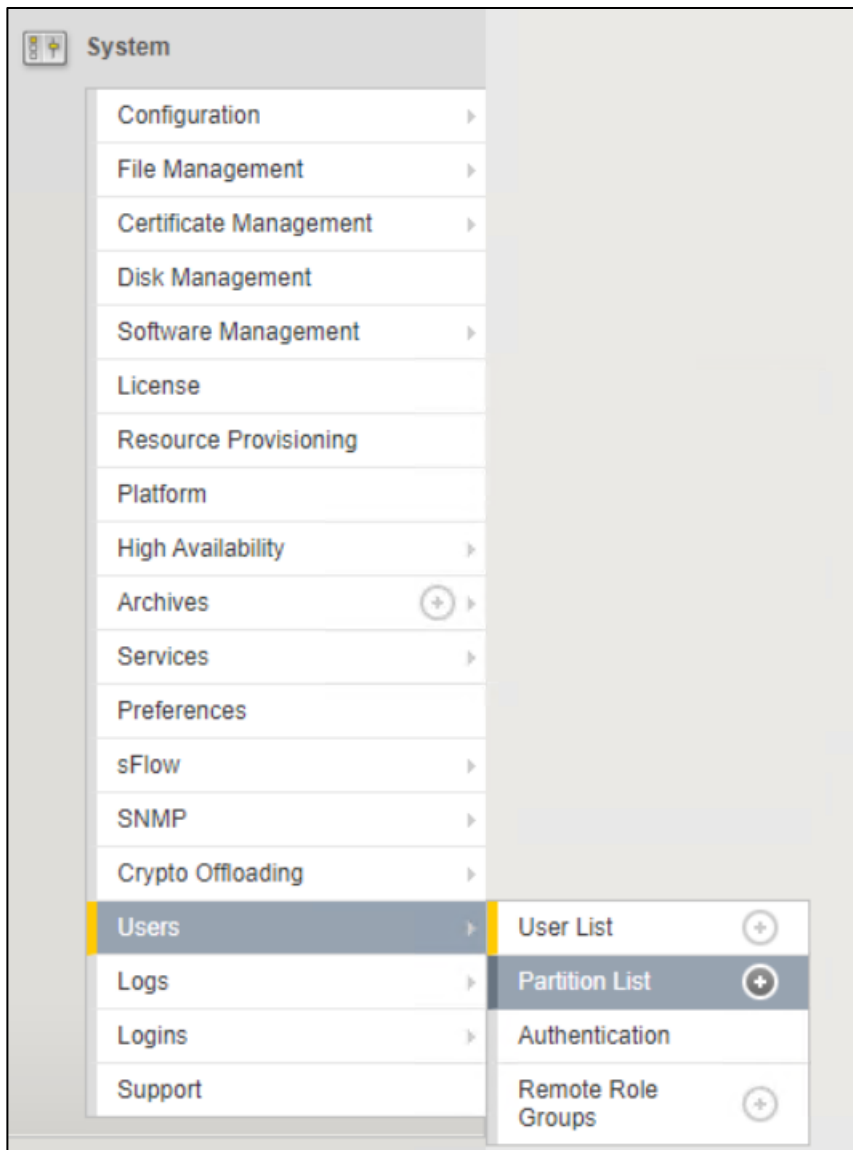 System
Configuration
File Management
Certificate Management
Disk Management
Software Management
License
Resource Provisioning
Platform
High Availability
Archives
Services
Preferences
sFlow
SNMP
Crypto Offloading
Users
Logs
Logins
Support
User List
Partition List
Authentication
Remote Role
Groups